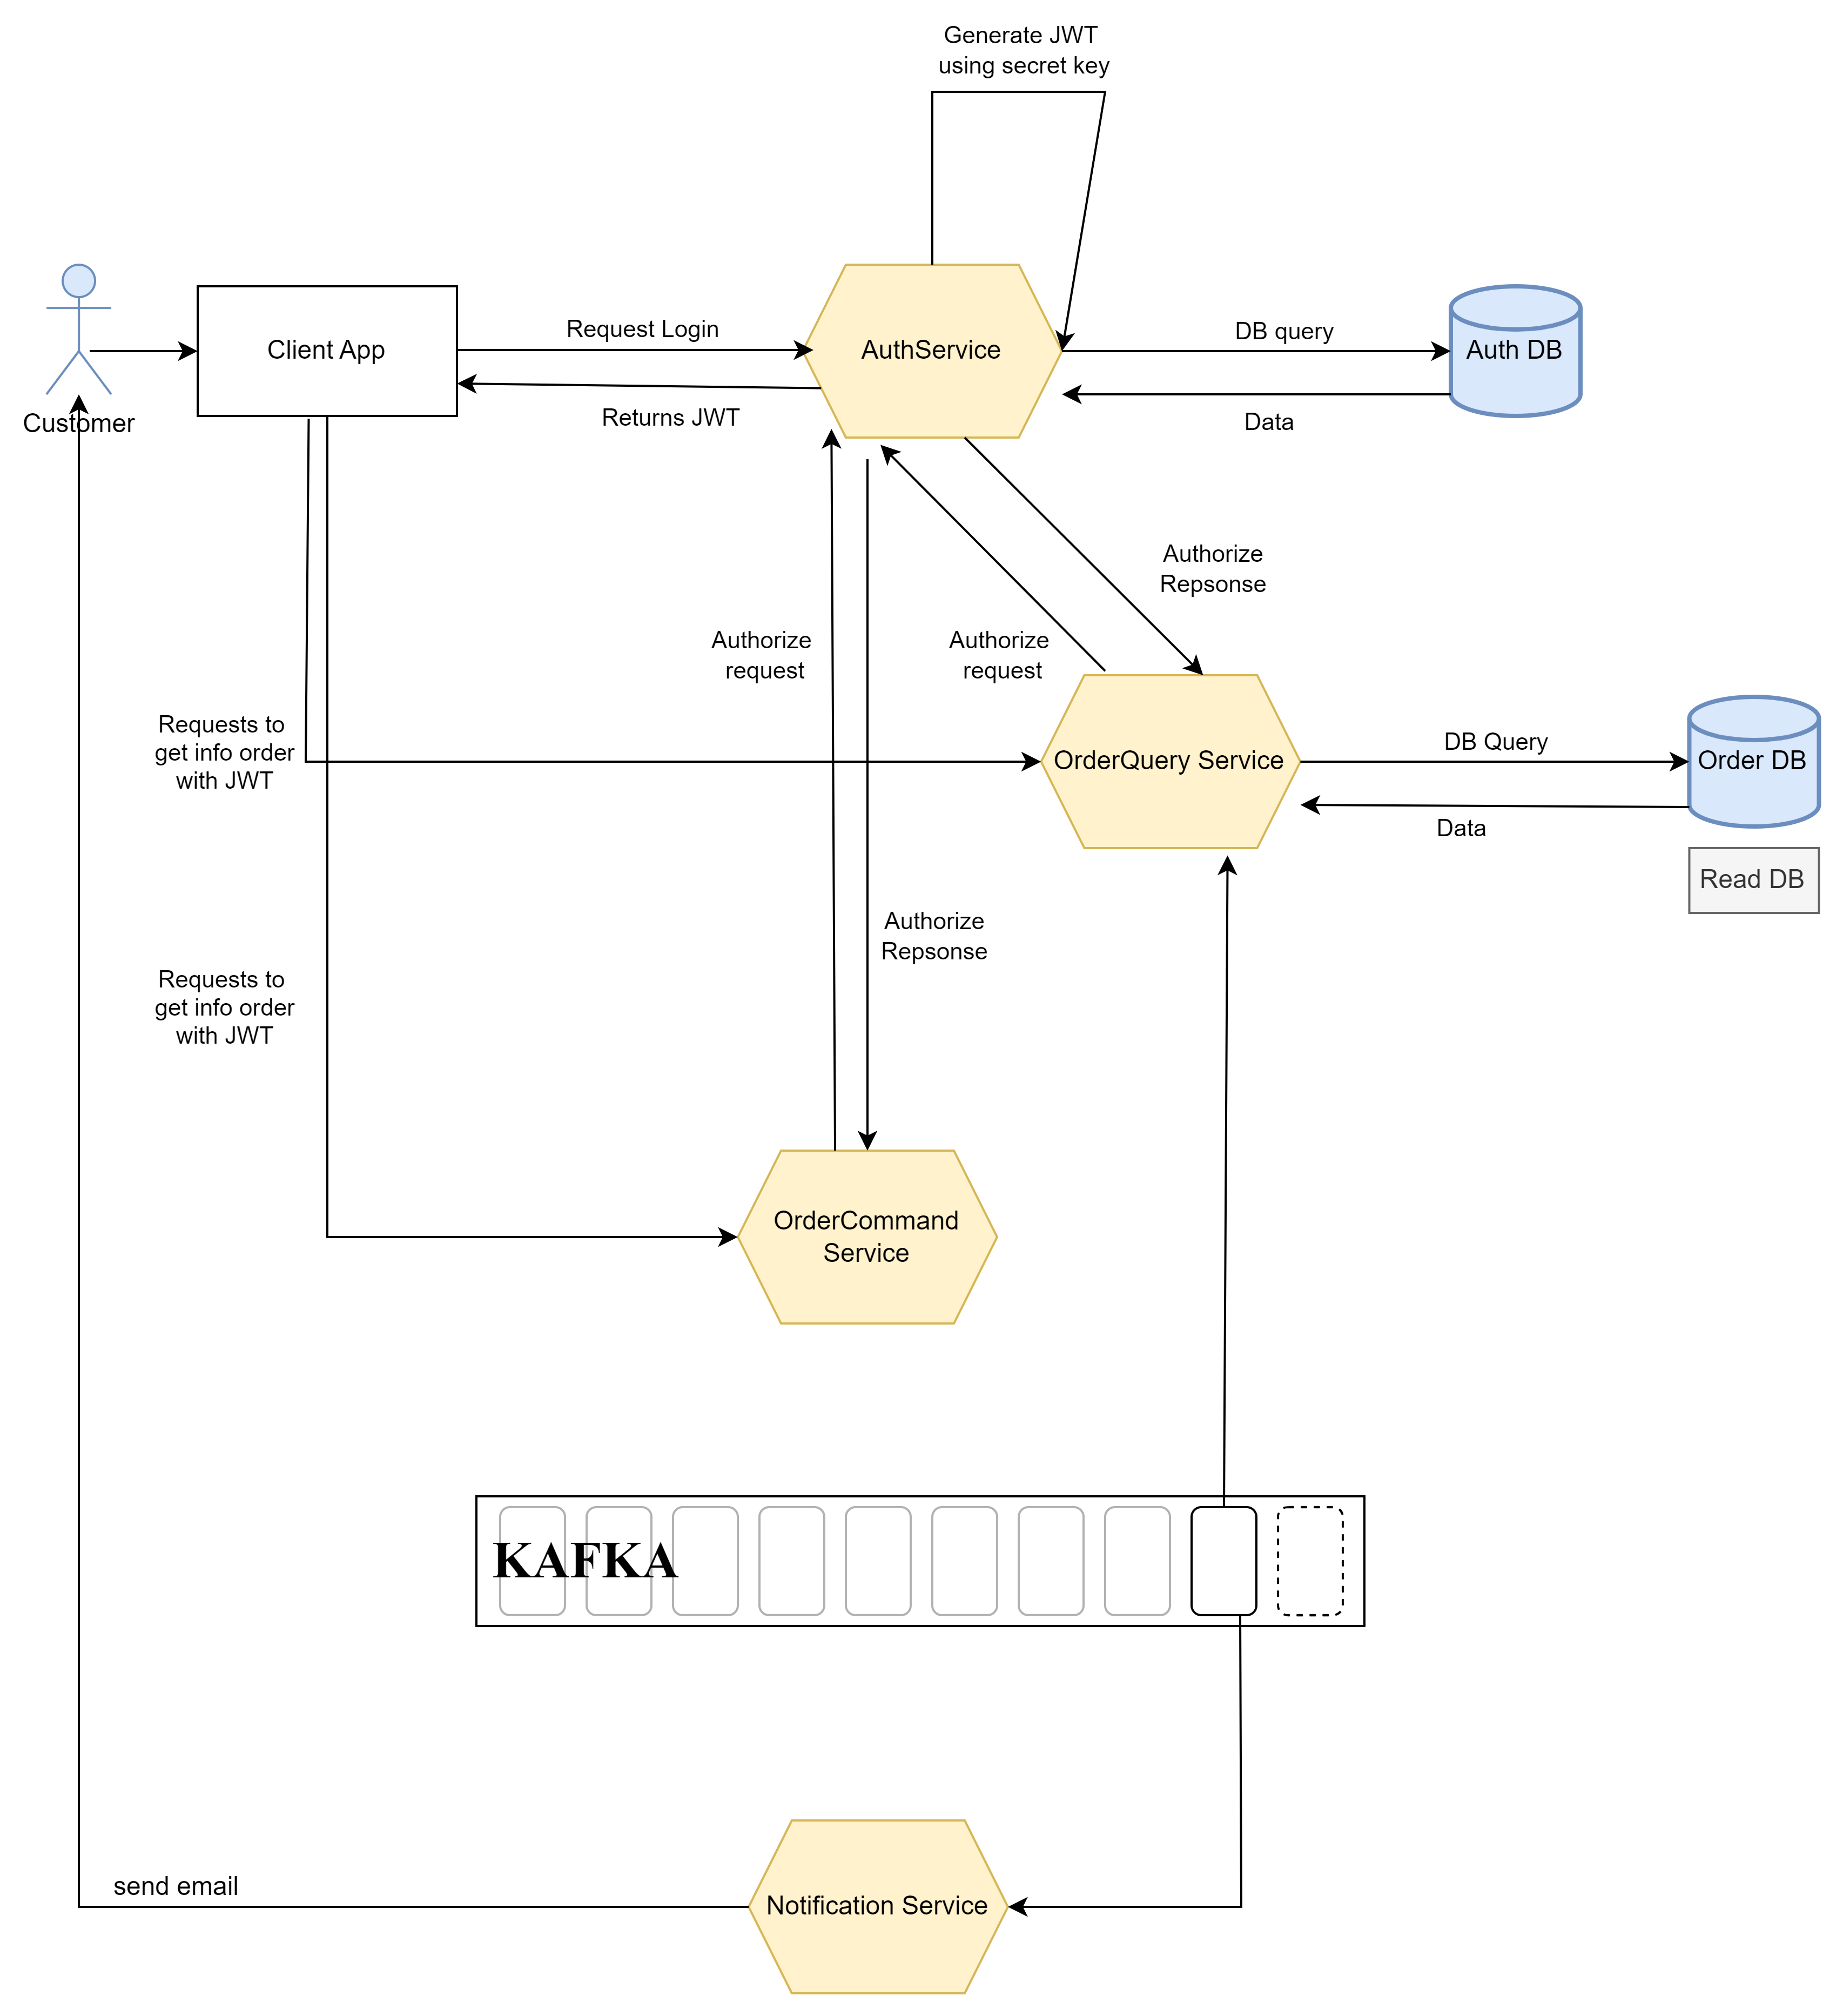 Generate JWT
using secret key
Customer
Client App
Request Login
Returns JWT
AuthService
DB query
Data
Auth DB
Authorize
Repsonse
Authorize
request
Authorize
request
Requests to
get info order
with JWT
OrderQuery Service
DB Query
Data
Order DB
Read DB
Authorize
Repsonse
Requests to
get info order
with JWT
OrderCommand
Service
KAFKA
send email
Notification Service